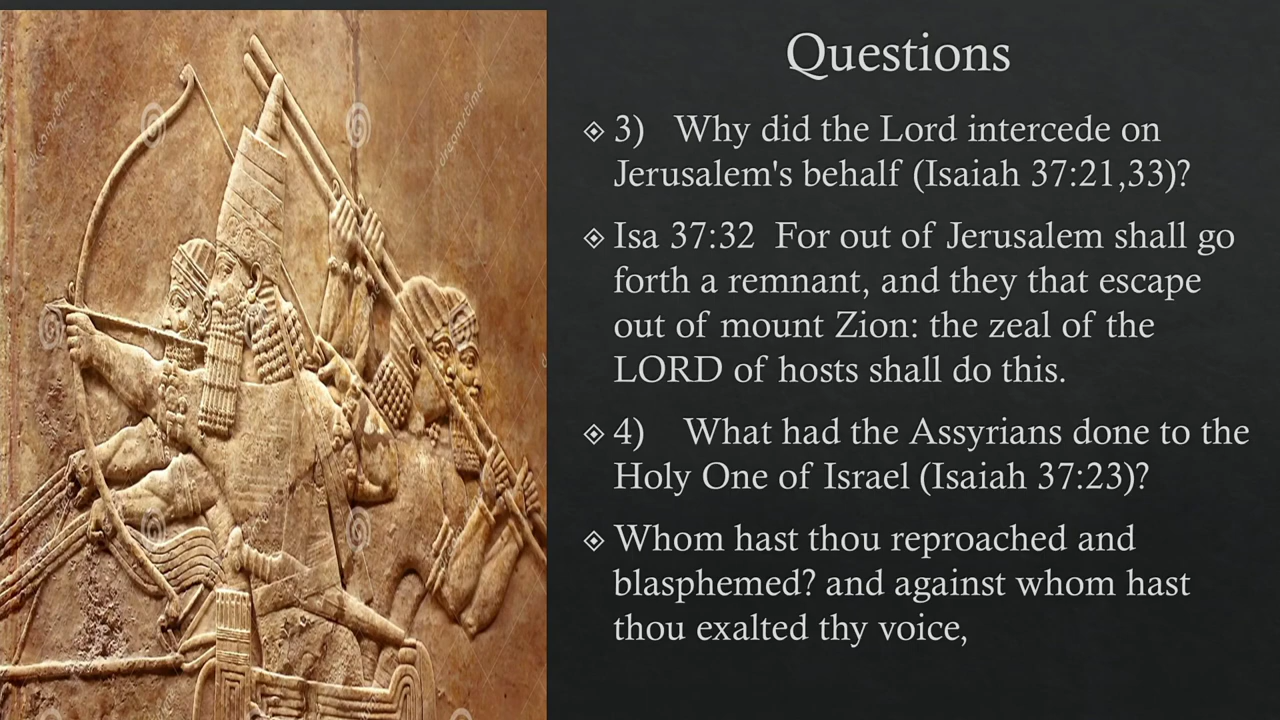 Questions
3) Why did the Lord intercede on
Jerusalem's behalf (Isaiah 37:21,33)?
Isa 37:32 For out of Jerusalem shall go
forth a remnant, and they that escape
out of mount Zion: the zeal of the
LORD of hosts shall do this.
4) What had the Assyrians done to the
Holy One of Israel (Isaiah 37:23)?
Whom hast thou reproached and
blasphemed? and against whom hast
thou exalted thy voice,
dreamstime